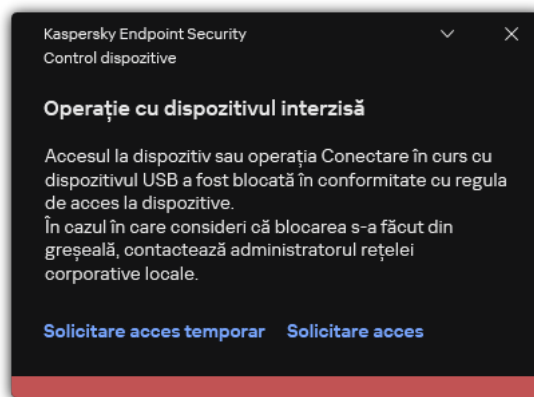 Kaspersky Endpoint Security
Control dispozitive
Operație cu dispozitivul interzisă
Accesul la dispozitiv sau operația Conectare în curs cu
dispozitivul USB a fost blocată în conformitate cu regula
de acces la dispozitive.
În cazul în care consideri că blocarea s-a făcut din
greșeală, contactează administratorul rețelei
corporative locale.
Solicitare acces temporar Solicitare acces